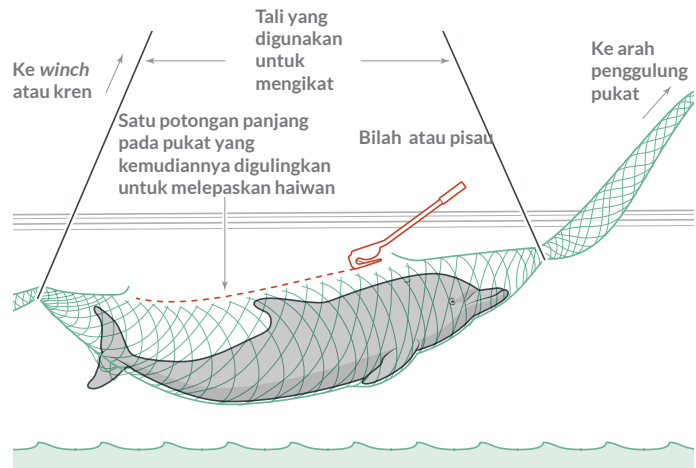 Tali yang
digunakan
untuk
mengikat
Ke winch
atau kren
Ke arah
penggulung
pukat
Satu potongan panjang
pada pukat yang
kemudiannya digulingkan
untuk melepaskan haiwan
Bilah atau pisau